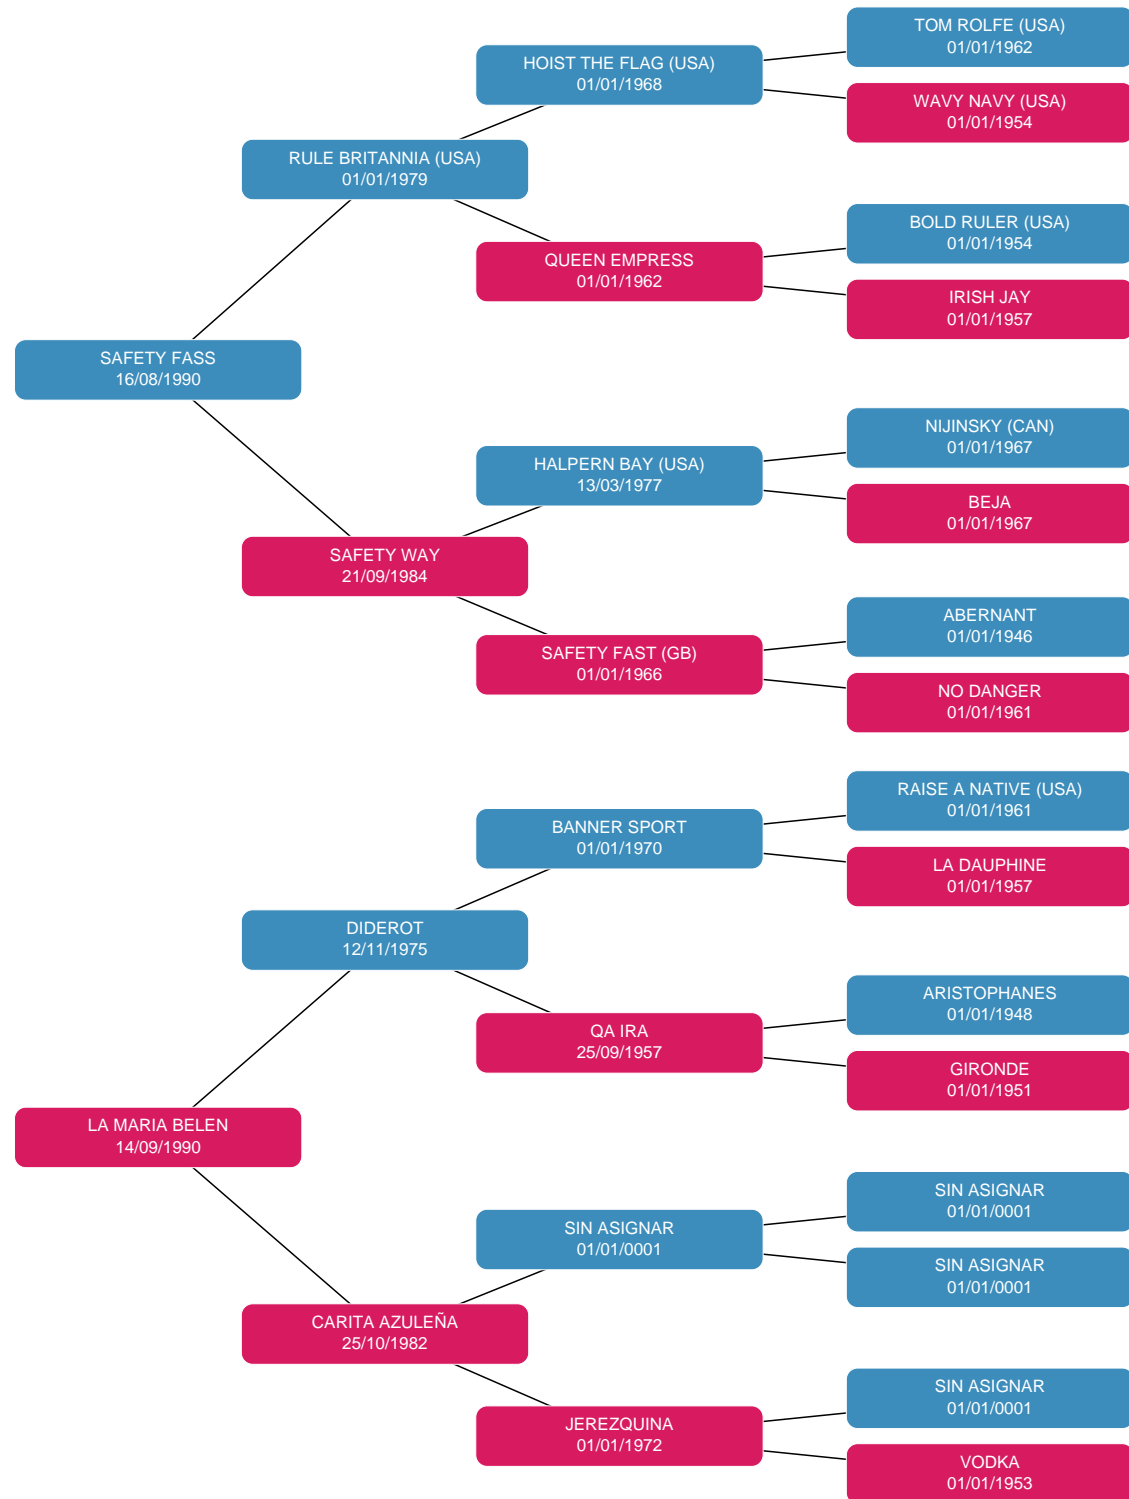 TOM ROLFE (USA)
01/01/1962
HOIST THE FLAG (USA)
01/01/1968
WAVY NAVY (USA)
01/01/1954
RULE BRITANNIA (USA)
01/01/1979
BOLD RULER (USA)
01/01/1954
QUEEN EMPRESS
01/01/1962
IRISH JAY
01/01/1957
SAFETY FASS
16/08/1990
NIJINSKY (CAN)
01/01/1967
HALPERN BAY (USA)
13/03/1977
BEJA
01/01/1967
SAFETY WAY
21/09/1984
ABERNANT
01/01/1946
SAFETY FAST (GB)
01/01/1966
NO DANGER
01/01/1961
RAISE A NATIVE (USA)
01/01/1961
BANNER SPORT
01/01/1970
LA DAUPHINE
01/01/1957
DIDEROT
12/11/1975
ARISTOPHANES
01/01/1948
QA IRA
25/09/1957
GIRONDE
01/01/1951
LA MARIA BELEN
14/09/1990
SIN ASIGNAR
01/01/0001
SIN ASIGNAR
01/01/0001
SIN ASIGNAR
01/01/0001
CARITA AZULEÑA
25/10/1982
SIN ASIGNAR
01/01/0001
JEREZQUINA
01/01/1972
VODKA
01/01/1953